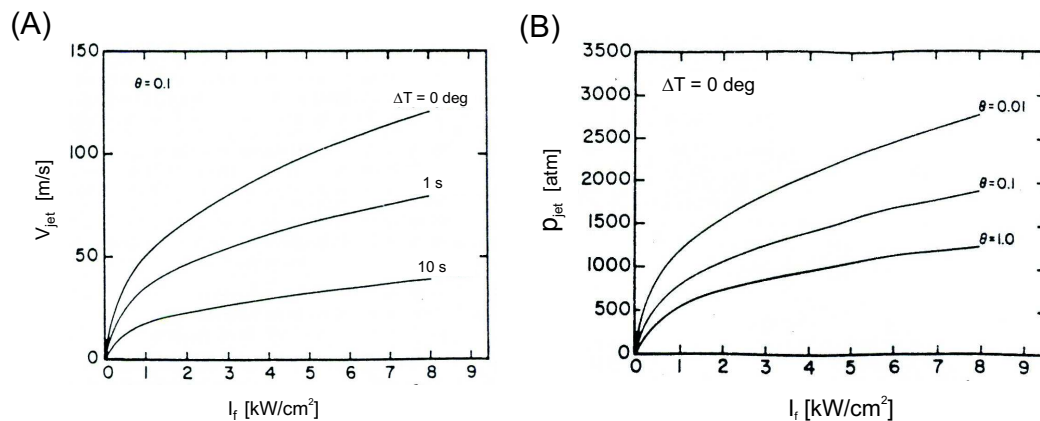 (A)
150
100
50
0
V_jet [m/s]
θ = 0.1
ΔT = 0 deg
1 s
10 s
0 1 2 3 4 5 6 7 8 9
I_f [kW/cm²]
(B)
3500
3000
2500
2000
1500
1000
500
0
p_jet [atm]
ΔT = 0 deg
θ=0.01
θ=0.1
θ=1.0
0 1 2 3 4 5 6 7 8 9
I_f [kW/cm²]